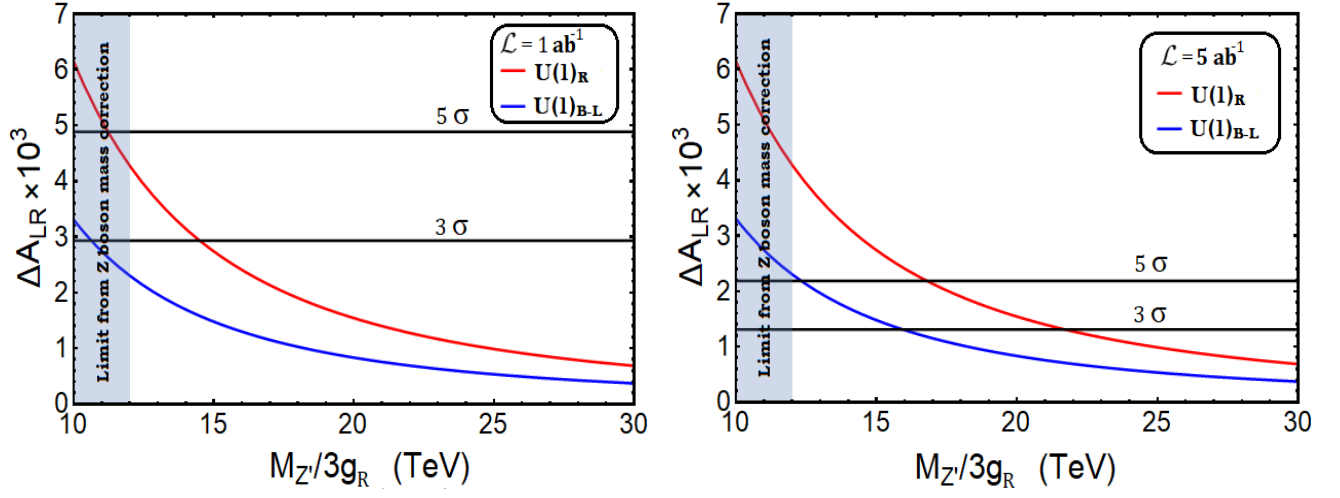 7
6
5
4
3
2
1
0
ΔA_LR × 10^3
Limit from Z boson mass correction
ℒ = 1 ab^-1
U(1)_R
U(1)_B-L
5 σ
3 σ
10 15 20 25 30
M_Z'/3g_R (TeV)
7
6
5
4
3
2
1
0
ΔA_LR × 10^3
Limit from Z boson mass correction
ℒ = 5 ab^-1
U(1)_R
U(1)_B-L
5 σ
3 σ
10 15 20 25 30
M_Z'/3g_R (TeV)